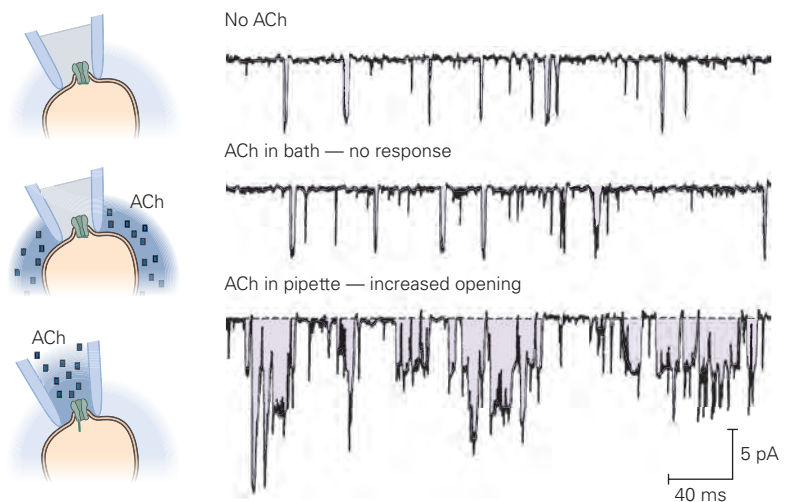 No ACh
ACh in bath — no response
ACh
ACh in pipette — increased opening
ACh
5 pA
40 ms